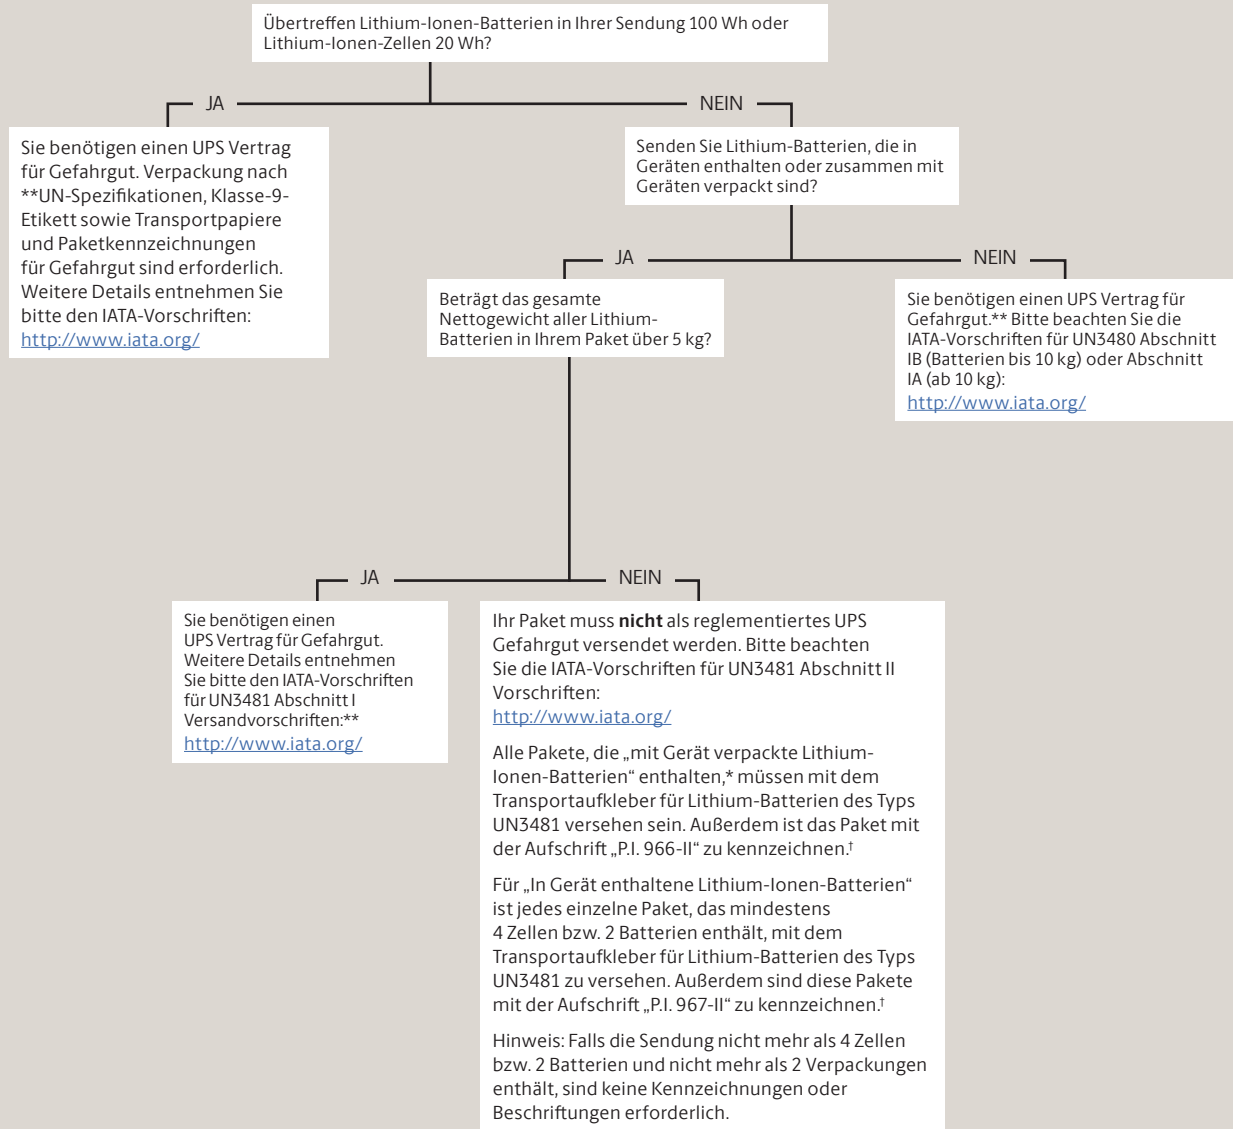 Übertreffen Lithium-Ionen-Batterien in Ihrer Sendung 100 Wh oder
Lithium-Ionen-Zellen 20 Wh?
JA
NEIN
Sie benötigen einen UPS Vertrag
für Gefahrgut. Verpackung nach
**UN-Spezifikationen, Klasse-9-
Etikett sowie Transportpapiere
und Paketkennzeichnungen
für Gefahrgut sind erforderlich.
Weitere Details entnehmen Sie
bitte den IATA-Vorschriften:
http://www.iata.org/
Senden Sie Lithium-Batterien, die in
Geräten enthalten oder zusammen mit
Geräten verpackt sind?
JA
NEIN
Beträgt das gesamte
Nettogewicht aller Lithium-
Batterien in Ihrem Paket über 5 kg?
Sie benötigen einen UPS Vertrag für
Gefahrgut.** Bitte beachten Sie die
IATA-Vorschriften für UN3480 Abschnitt
IB (Batterien bis 10 kg) oder Abschnitt
IA (ab 10 kg):
http://www.iata.org/
JA
NEIN
Sie benötigen einen
UPS Vertrag für Gefahrgut.
Weitere Details entnehmen
Sie bitte den IATA-Vorschriften
für UN3481 Abschnitt I
Versandvorschriften:**
http://www.iata.org/
Ihr Paket muss nicht als reglementiertes UPS
Gefahrgut versendet werden. Bitte beachten
Sie die IATA-Vorschriften für UN3481 Abschnitt II
Vorschriften:
http://www.iata.org/
Alle Pakete, die „mit Gerät verpackte Lithium-
Ionen-Batterien“ enthalten,* müssen mit dem
Transportaufkleber für Lithium-Batterien des Typs
UN3481 versehen sein. Außerdem ist das Paket mit
der Aufschrift „P.I. 966-II“ zu kennzeichnen.†
Für „In Gerät enthaltene Lithium-Ionen-Batterien“
ist jedes einzelne Paket, das mindestens
4 Zellen bzw. 2 Batterien enthält, mit dem
Transportaufkleber für Lithium-Batterien des Typs
UN3481 zu versehen. Außerdem sind diese Pakete
mit der Aufschrift „P.I. 967-II“ zu kennzeichnen.†
Hinweis: Falls die Sendung nicht mehr als 4 Zellen
bzw. 2 Batterien und nicht mehr als 2 Verpackungen
enthält, sind keine Kennzeichnungen oder
Beschriftungen erforderlich.